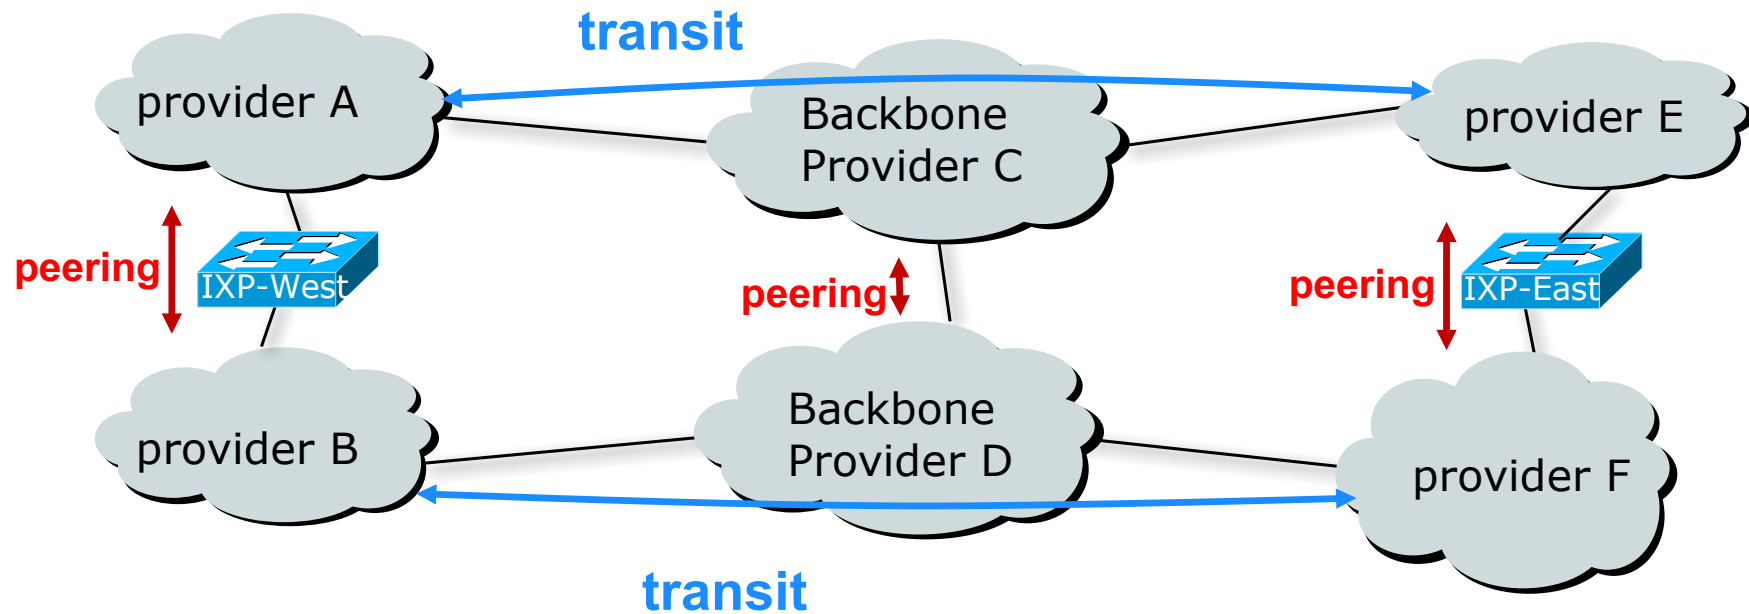 transit
provider A
Backbone
Provider C
provider E
peering
IXP-West
peering
peering
IXP-East
provider B
Backbone
Provider D
provider F
transit